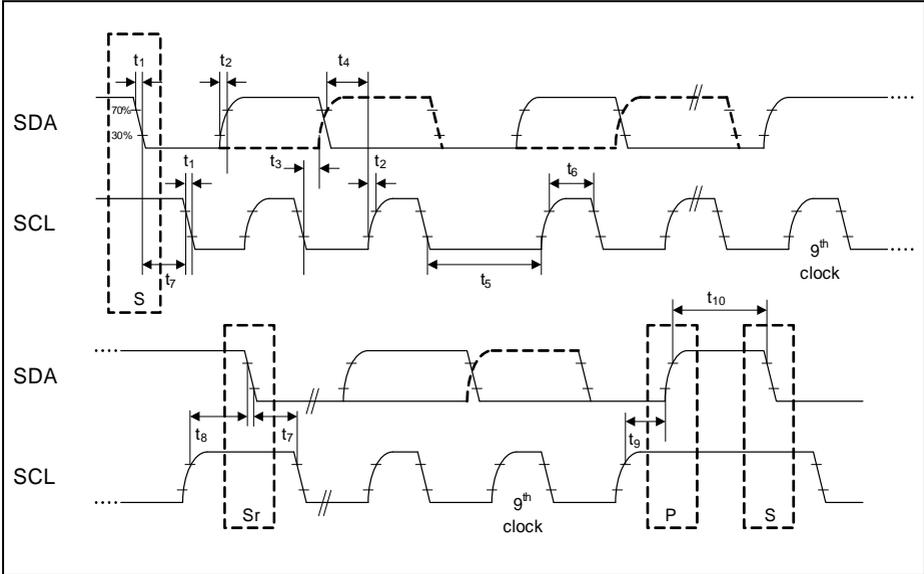 t1 t2 t4
70%
SDA
30%
t1 t3 t2 t6
SCL
9th
clock
t7 t5
S
t10
SDA
t8 t7 t9
SCL
9th
clock
Sr P S